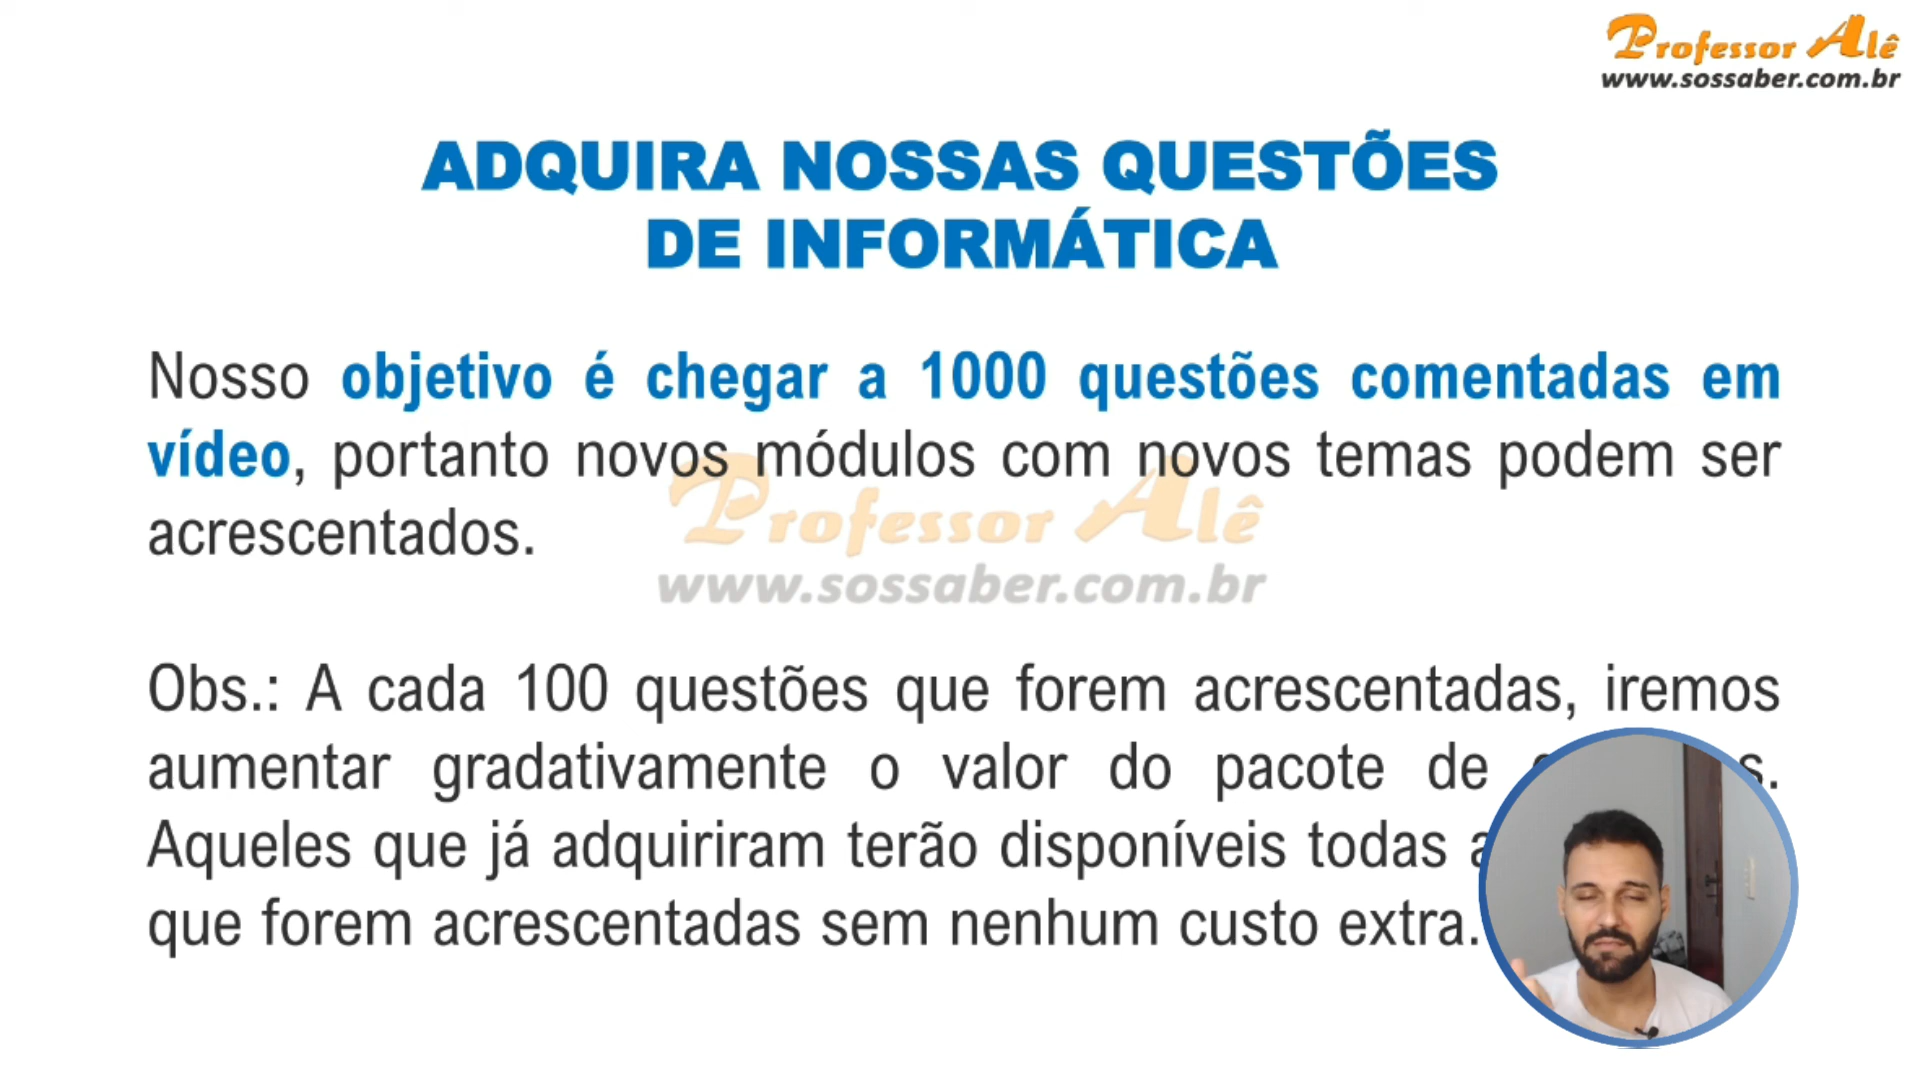 Professor Alê
www.sossaber.com.br
ADQUIRA NOSSAS QUESTÕES
DE INFORMÁTICA
Nosso objetivo é chegar a 1000 questões comentadas em
vídeo, portanto novos módulos com novos temas podem ser
acrescentados.
Professor Alê
www.sossaber.com.br
Obs.: A cada 100 questões que forem acrescentadas, iremos
aumentar gradativamente o valor do pacote de
Aqueles que já adquiriram terão disponíveis todas
que forem acrescentadas sem nenhum custo extra.